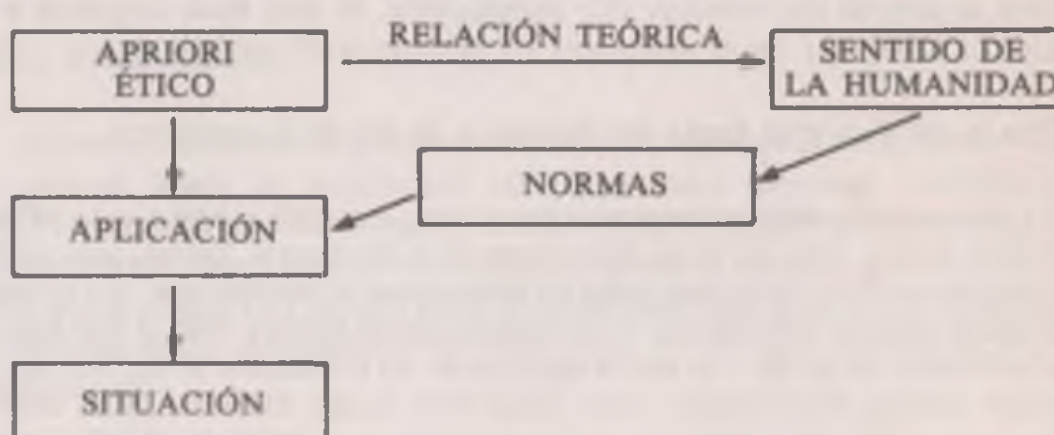 APRIORI
ÉTICO
RELACIÓN TEÓRICA
SENTIDO DE
LA HUMANIDAD
NORMAS
APLICACIÓN
SITUACIÓN